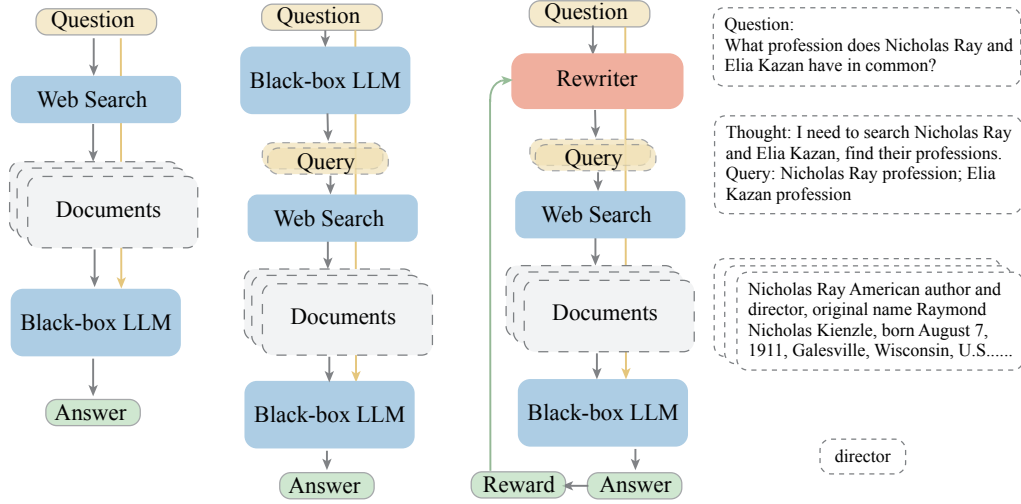 Question
Web Search
Documents
Black-box LLM
Answer
Question
Black-box LLM
Query
Web Search
Documents
Black-box LLM
Answer
Question
Rewriter
Query
Web Search
Documents
Black-box LLM
Reward
Answer
Question:
What profession does Nicholas Ray and
Elia Kazan have in common?
Thought: I need to search Nicholas Ray
and Elia Kazan, find their professions.
Query: Nicholas Ray profession; Elia
Kazan profession
Nicholas Ray American author and
director, original name Raymond
Nicholas Kienzle, born August 7,
1911, Galesville, Wisconsin, U.S......
director